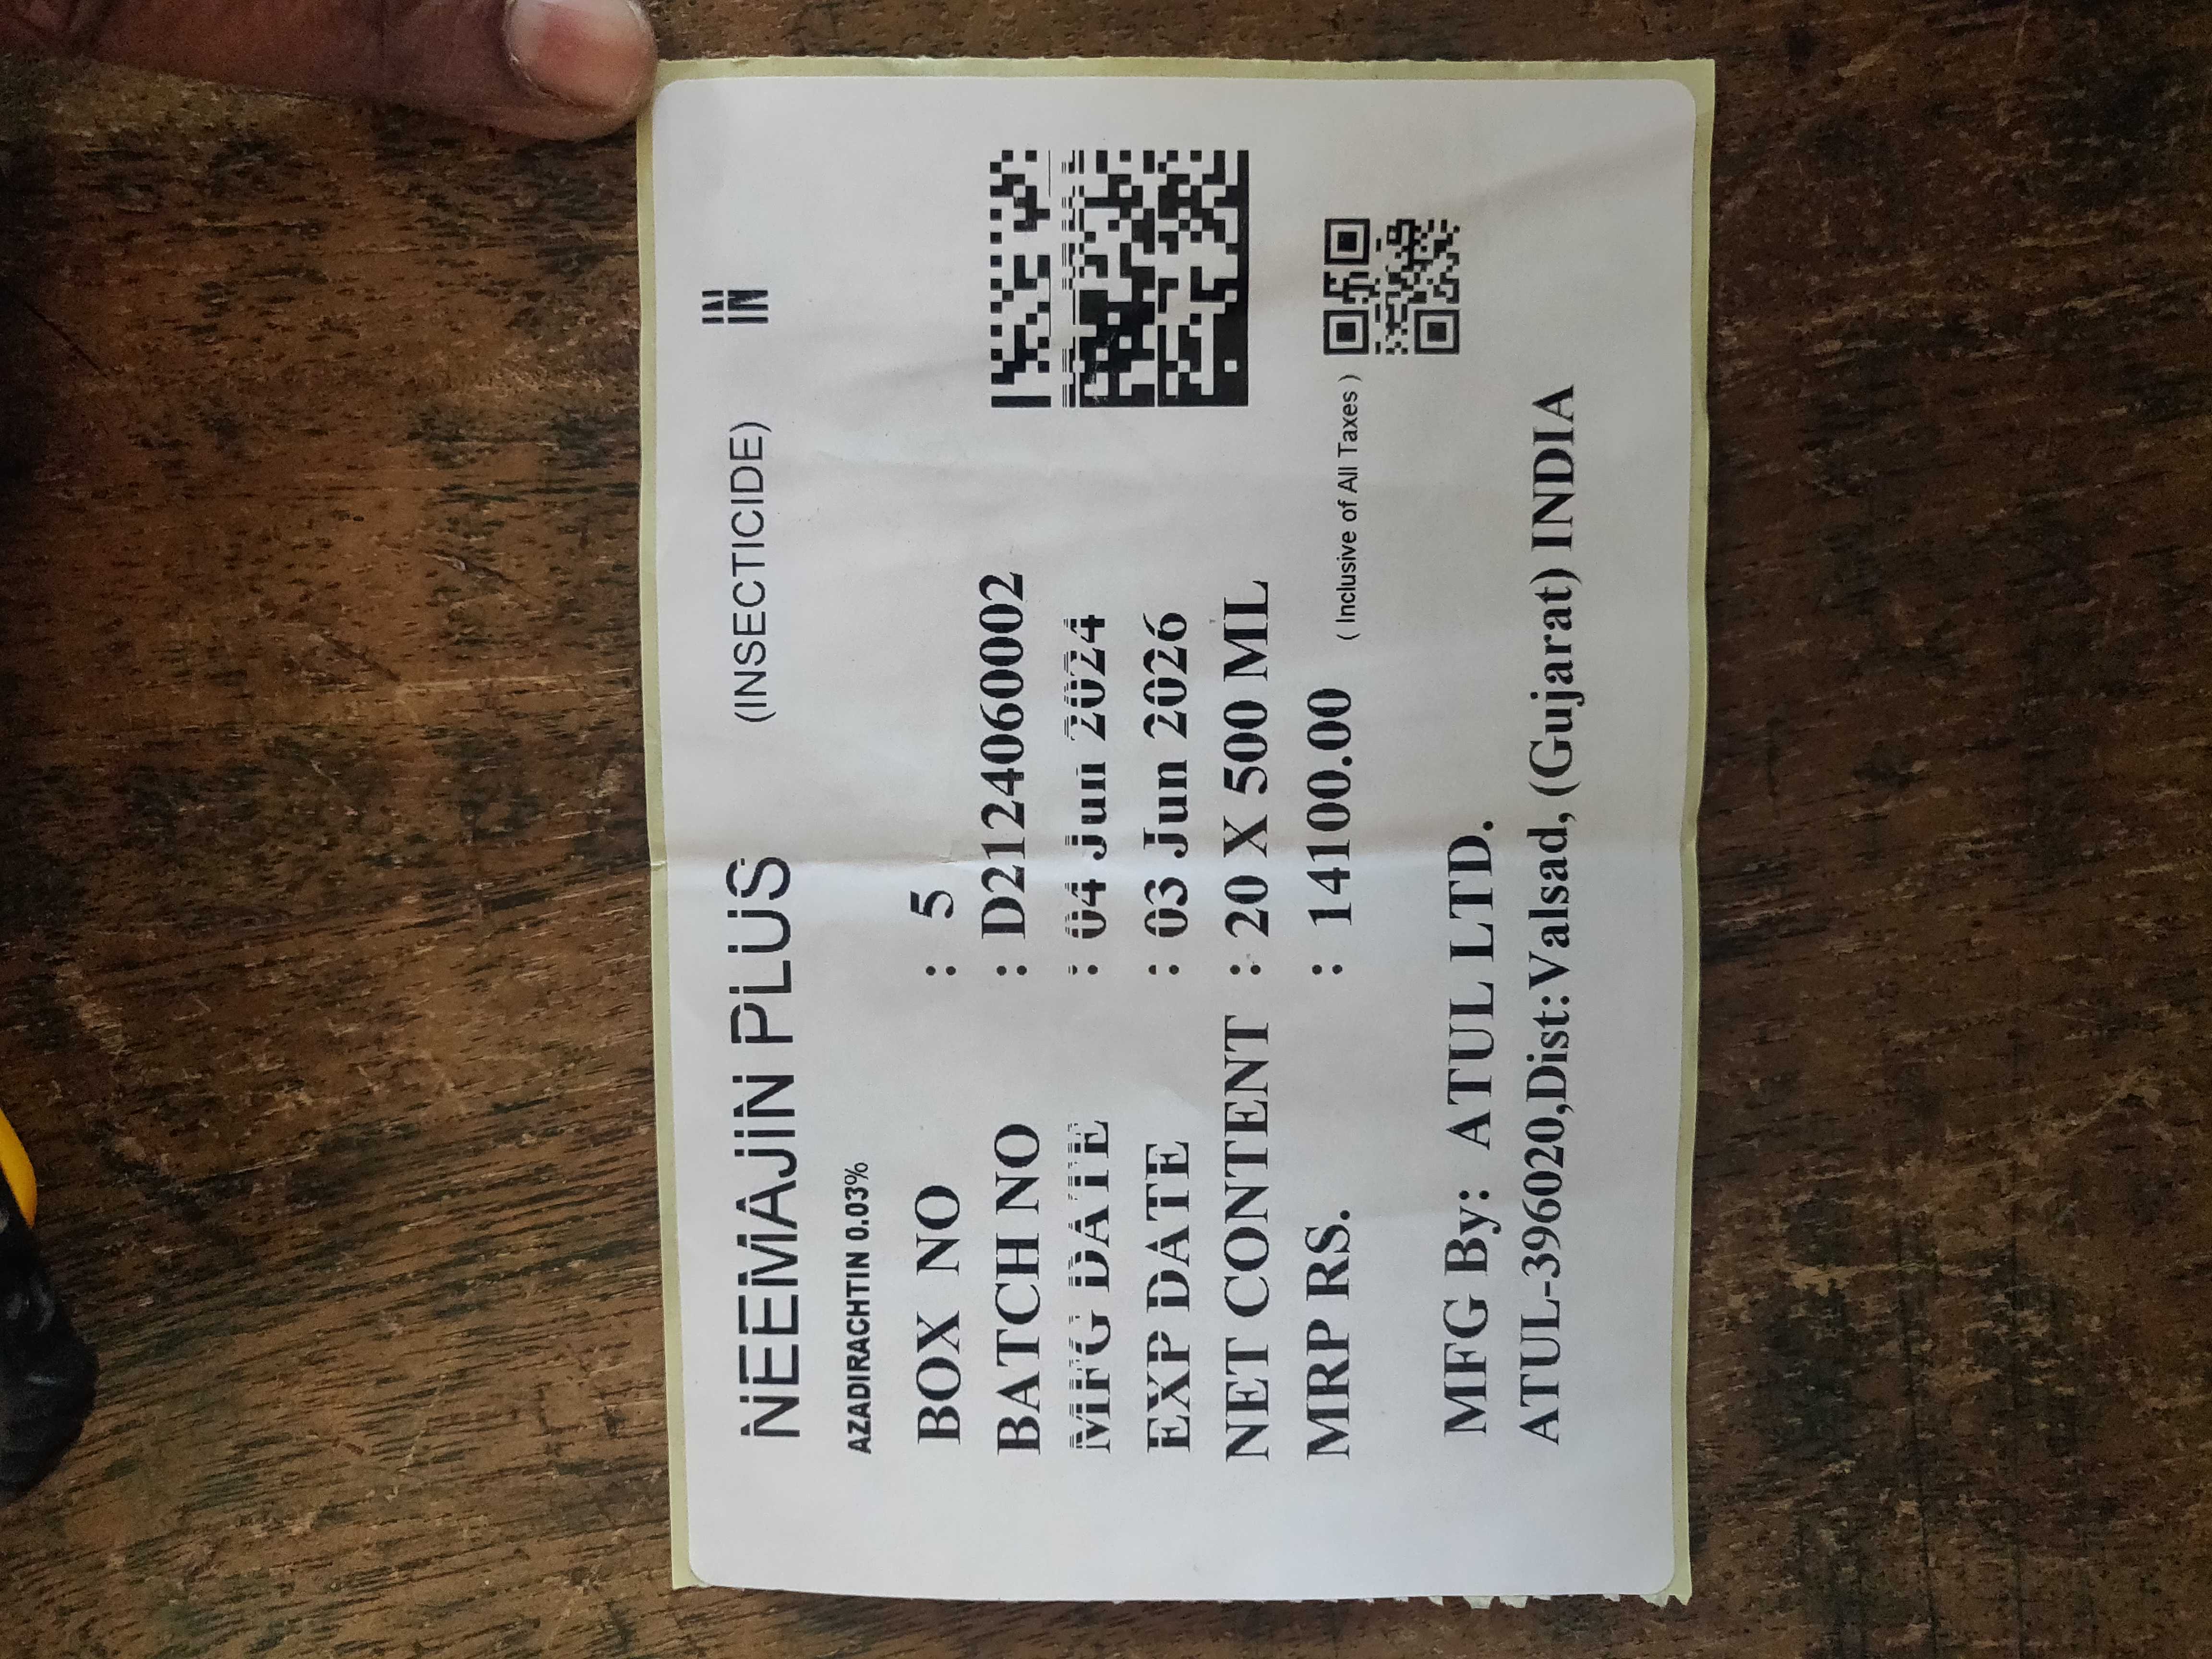 NEEMAJIN PLUS (INSECTICIDE) IN
AZADIRACHTIN 0.03%
BOX NO : 5
BATCH NO : D2124060002
MFG DATE : 04 Jun 2024
EXP DATE : 03 Jun 2026
NET CONTENT : 20 X 500 ML
MRP RS. : 14100.00 ( Inclusive of All Taxes )
MFG By: ATUL LTD.
ATUL-396020,Dist:Valsad, (Gujarat) INDIA